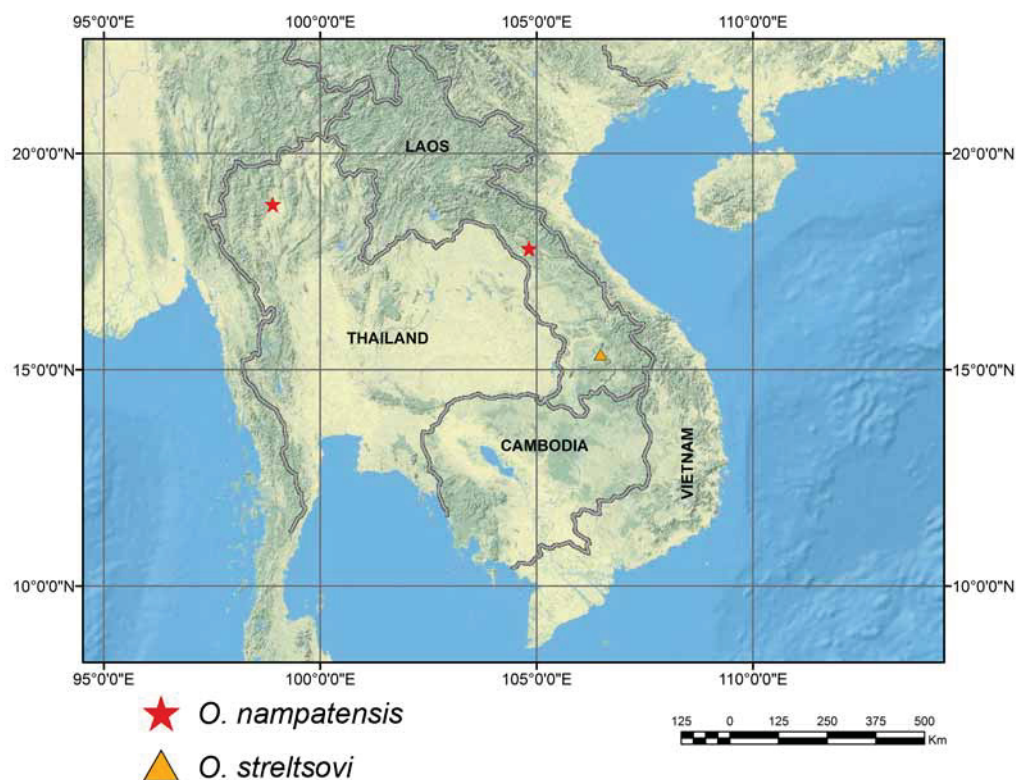 95°0'0"E 100°0'0"E 105°0'0"E 110°0'0"E
20°0'0"N LAOS 20°0'0"N
THAILAND
15°0'0"N 15°0'0"N
CAMBODIA
VIETNAM
10°0'0"N 10°0'0"N
95°0'0"E 100°0'0"E 105°0'0"E 110°0'0"E
O. nampatensis
125 0 125 250 375 500
Km
O. streltsovi